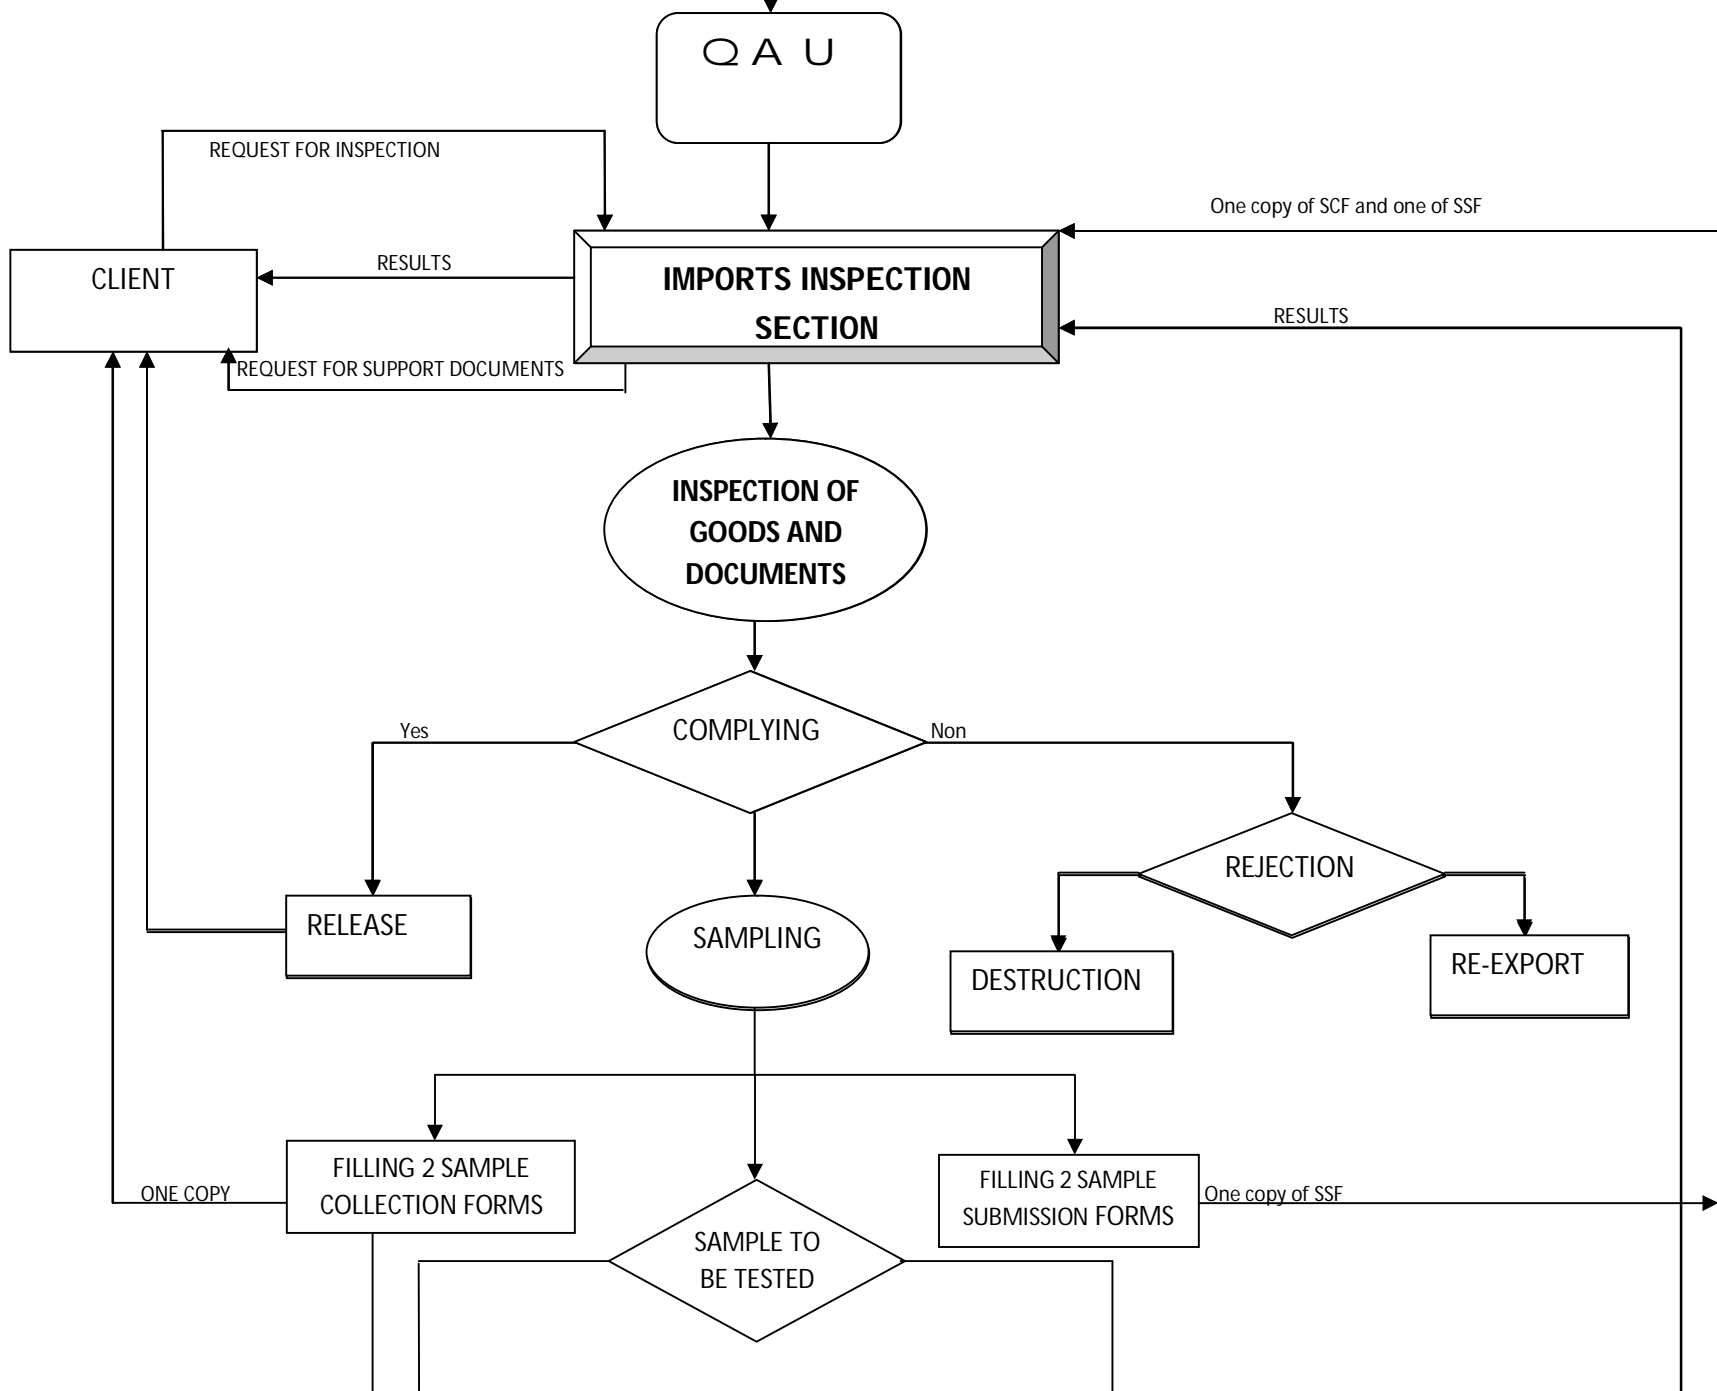 Q A U
REQUEST FOR INSPECTION
One copy of SCF and one of SSF
CLIENT
RESULTS
IMPORTS INSPECTION
SECTION
RESULTS
REQUEST FOR SUPPORT DOCUMENTS
INSPECTION OF
GOODS AND
DOCUMENTS
Yes
COMPLYING
Non
REJECTION
RELEASE
SAMPLING
DESTRUCTION
RE-EXPORT
ONE COPY
FILLING 2 SAMPLE
COLLECTION FORMS
SAMPLE TO
BE TESTED
FILLING 2 SAMPLE
SUBMISSION FORMS
One copy of SSF